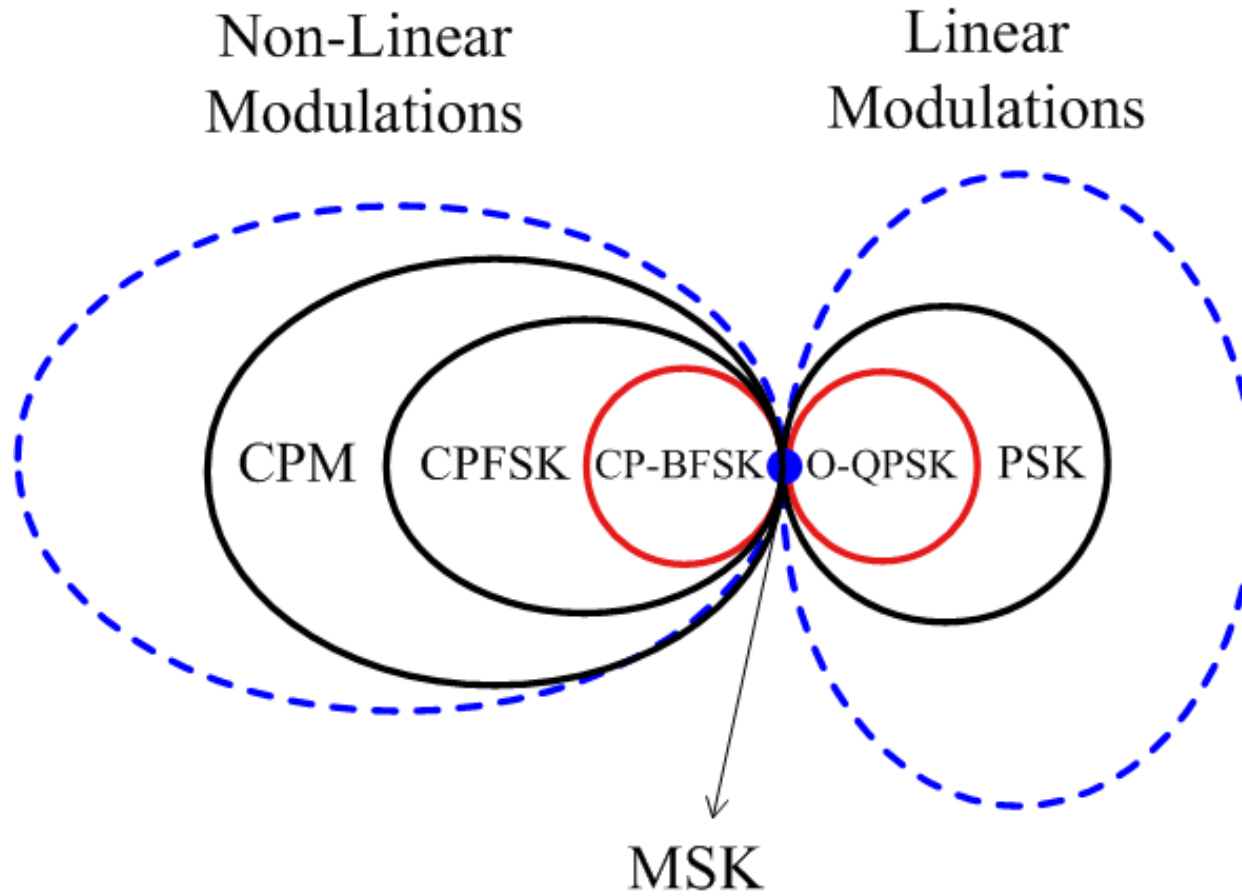 Non-Linear
Modulations
Linear
Modulations
CPM
CPFSK
CP-BFSK
O-QPSK
PSK
MSK